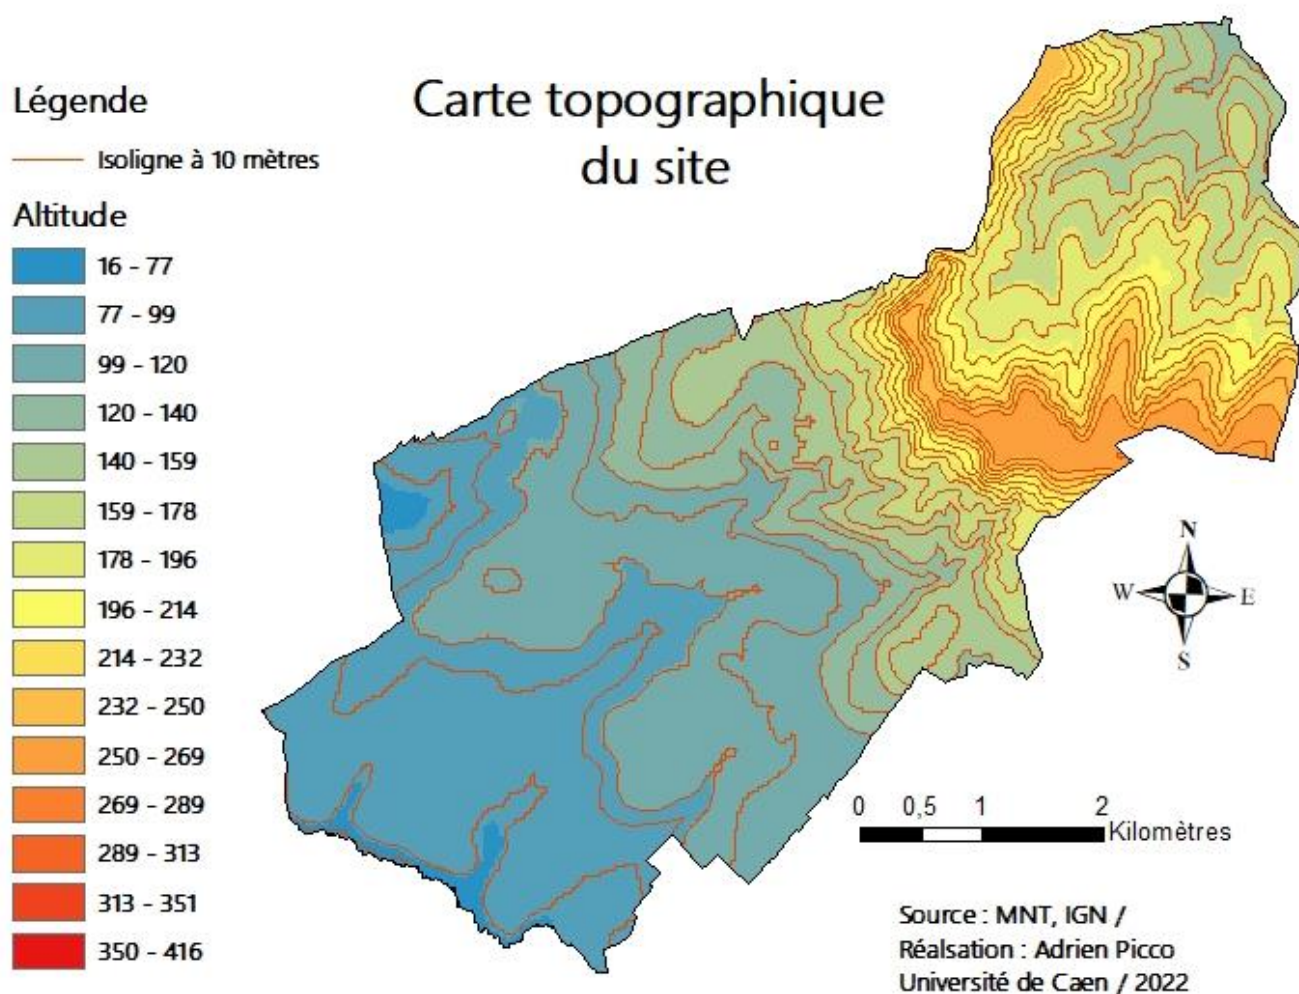 Carte topographique
du site
Légende
Isoligne à 10 mètres
Altitude
16 - 77
77 - 99
99 - 120
120 - 140
140 - 159
159 - 178
178 - 196
196 - 214
214 - 232
232 - 250
250 - 269
269 - 289
289 - 313
313 - 351
350 - 416
N
W E
S
0 0,5 1 2
Kilomètres
Source : MNT, IGN /
Réalsation : Adrien Picco
Université de Caen / 2022